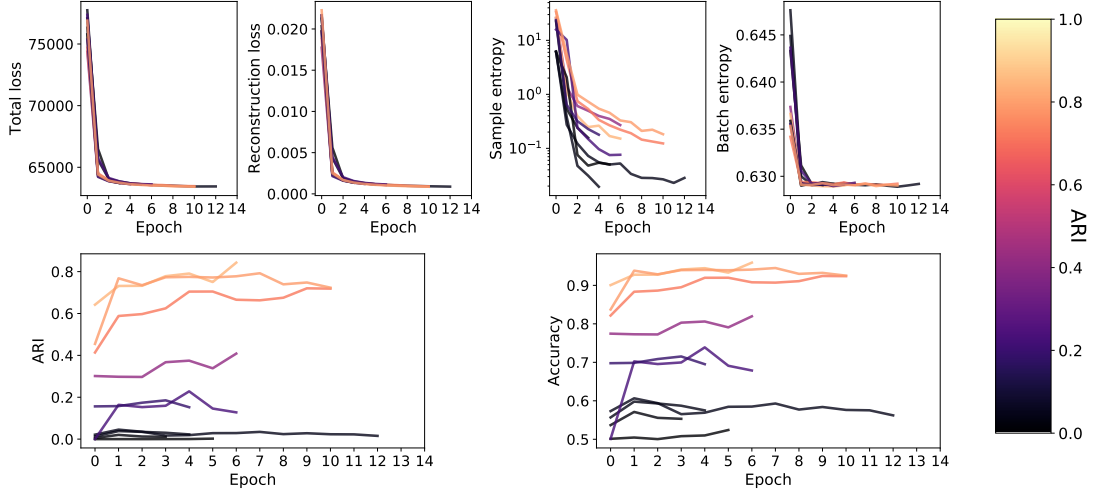 Total loss
75000
70000
65000
0 2 4 6 8 10 12 14
Epoch
Reconstruction loss
0.020
0.015
0.010
0.005
0.000
0 2 4 6 8 10 12 14
Epoch
Sample entropy
10¹
10⁰
10⁻¹
0 2 4 6 8 10 12 14
Epoch
Batch entropy
0.645
0.640
0.635
0.630
0 2 4 6 8 10 12 14
Epoch
ARI
0.8
0.6
0.4
0.2
0.0
0 1 2 3 4 5 6 7 8 9 10 11 12 13 14
Epoch
Accuracy
0.9
0.8
0.7
0.6
0.5
0 1 2 3 4 5 6 7 8 9 10 11 12 13 14
Epoch
1.0
0.8
0.6
0.4
0.2
0.0
ARI